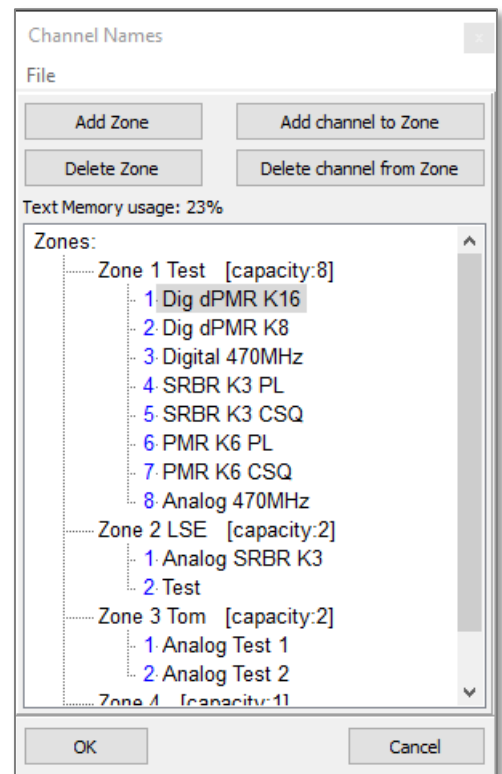 Channel Names x
File
Add Zone Add channel to Zone
Delete Zone Delete channel from Zone
Text Memory usage: 23%
Zones:
Zone 1 Test [capacity:8]
1 Dig dPMR K16
2 Dig dPMR K8
3 Digital 470MHz
4 SRBR K3 PL
5 SRBR K3 CSQ
6 PMR K6 PL
7 PMR K6 CSQ
8 Analog 470MHz
Zone 2 LSE [capacity:2]
1 Analog SRBR K3
2 Test
Zone 3 Tom [capacity:2]
1 Analog Test 1
2 Analog Test 2
Zone 4 [capacity:1]
OK Cancel